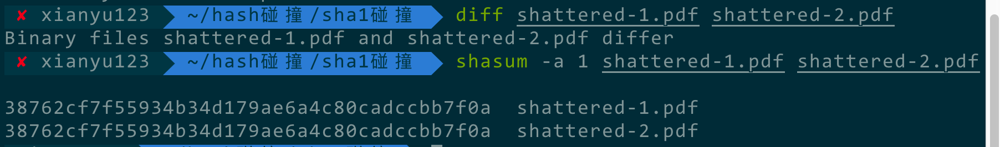 ✘ xianyu123 ~/hash碰撞/sha1碰撞 diff shattered-1.pdf shattered-2.pdf
Binary files shattered-1.pdf and shattered-2.pdf differ
✘ xianyu123 ~/hash碰撞/sha1碰撞 shasum -a 1 shattered-1.pdf shattered-2.pdf
38762cf7f55934b34d179ae6a4c80cadccbb7f0a shattered-1.pdf
38762cf7f55934b34d179ae6a4c80cadccbb7f0a shattered-2.pdf